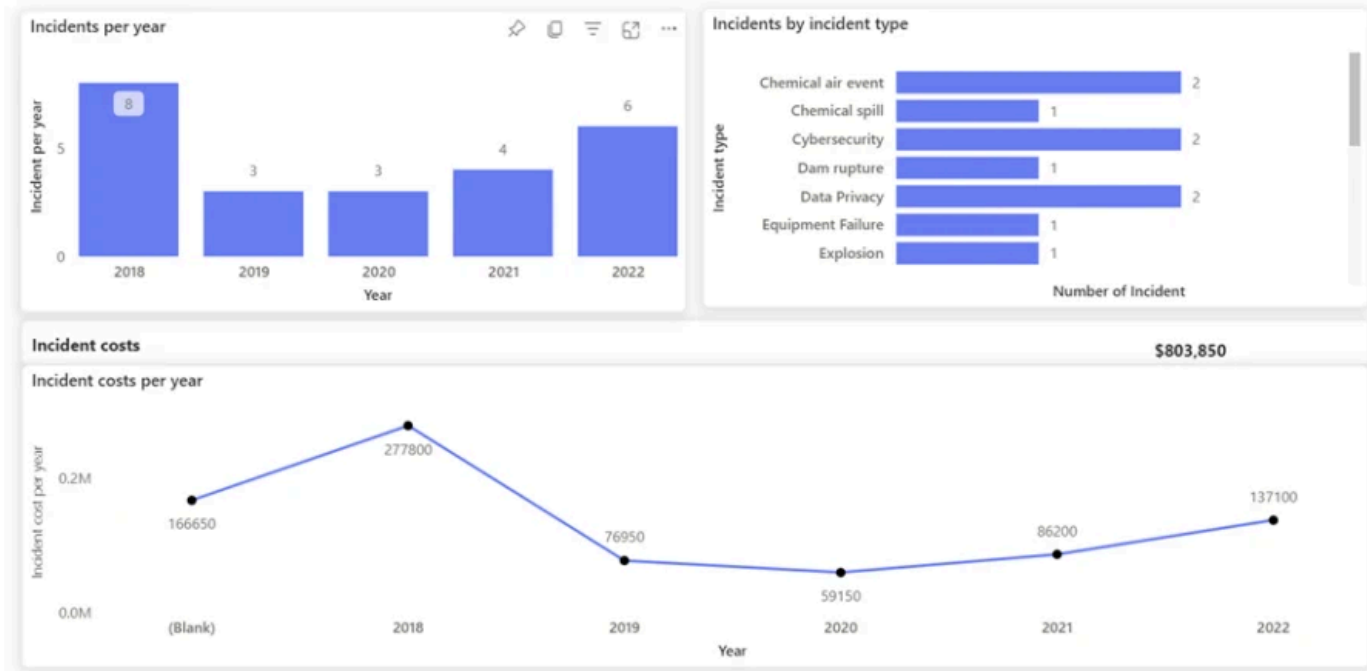 Incidents per year
Incident per year
8
3
3
4
6
5
0
2018 2019 2020 2021 2022
Year
Incidents by incident type
Incident type
Chemical air event 2
Chemical spill 1
Cybersecurity 2
Dam rupture 1
Data Privacy 2
Equipment Failure 1
Explosion 1
Number of Incident
Incident costs $803,850
Incident costs per year
Incident cost per year
0.2M
0.0M
166650
277800
76950
59150
86200
137100
(Blank) 2018 2019 2020 2021 2022
Year